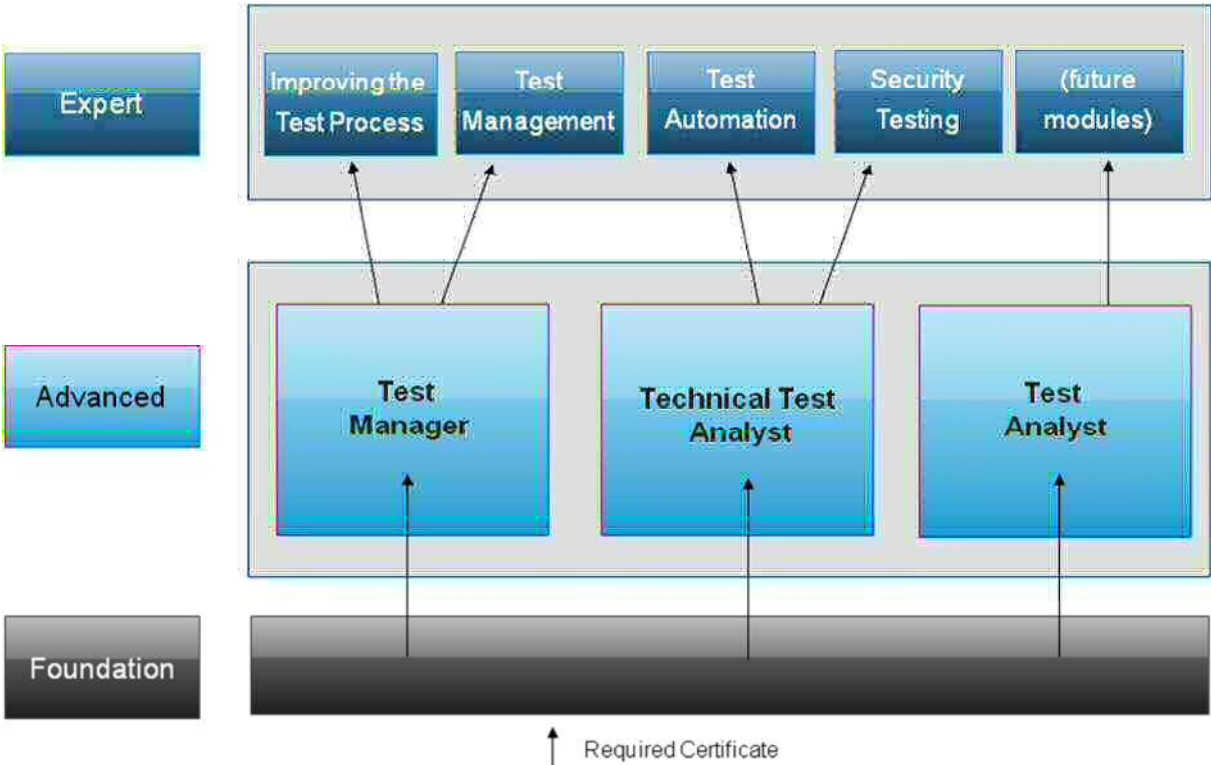 Expert
Improving the
Test Process
Test
Management
Test
Automation
Security
Testing
(future
modules)
Advanced
Test
Manager
Technical Test
Analyst
Test
Analyst
Foundation
Required Certificate